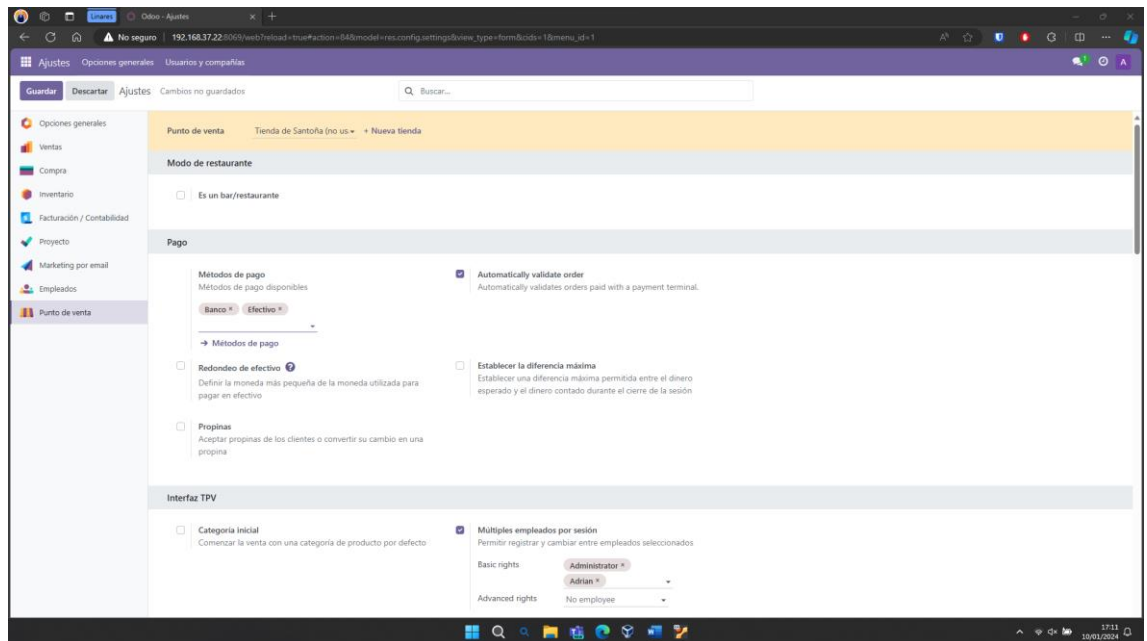 Linares
Odoo - Ajustes
No seguro
192.168.37.22:8069/web?reload=true#action=84&model=res.config.settings&view_type=form&cids=1&menu_id=1
Ajustes Opciones generales Usuarios y compañías
1
A
Guardar Descartar Ajustes Cambios no guardados
Buscar...
Opciones generales
Ventas
Compra
Inventario
Facturación / Contabilidad
Proyecto
Marketing por email
Empleados
Punto de venta
Punto de venta Tienda de Santoña (no us + Nueva tienda
Modo de restaurante
Es un bar/restaurante
Pago
Métodos de pago
Métodos de pago disponibles
Banco × Efectivo ×
→ Métodos de pago
Automatically validate order
Automatically validates orders paid with a payment terminal.
Redondeo de efectivo ?
Definir la moneda más pequeña de la moneda utilizada para
pagar en efectivo
Establecer la diferencia máxima
Establecer una diferencia máxima permitida entre el dinero
esperado y el dinero contado durante el cierre de la sesión
Propinas
Aceptar propinas de los clientes o convertir su cambio en una
propina
Interfaz TPV
Categoría inicial
Comenzar la venta con una categoría de producto por defecto
Múltiples empleados por sesión
Permitir registrar y cambiar entre empleados seleccionados
Basic rights Administrator ×
Adrian ×
Advanced rights No employee
17:11
10/01/2024